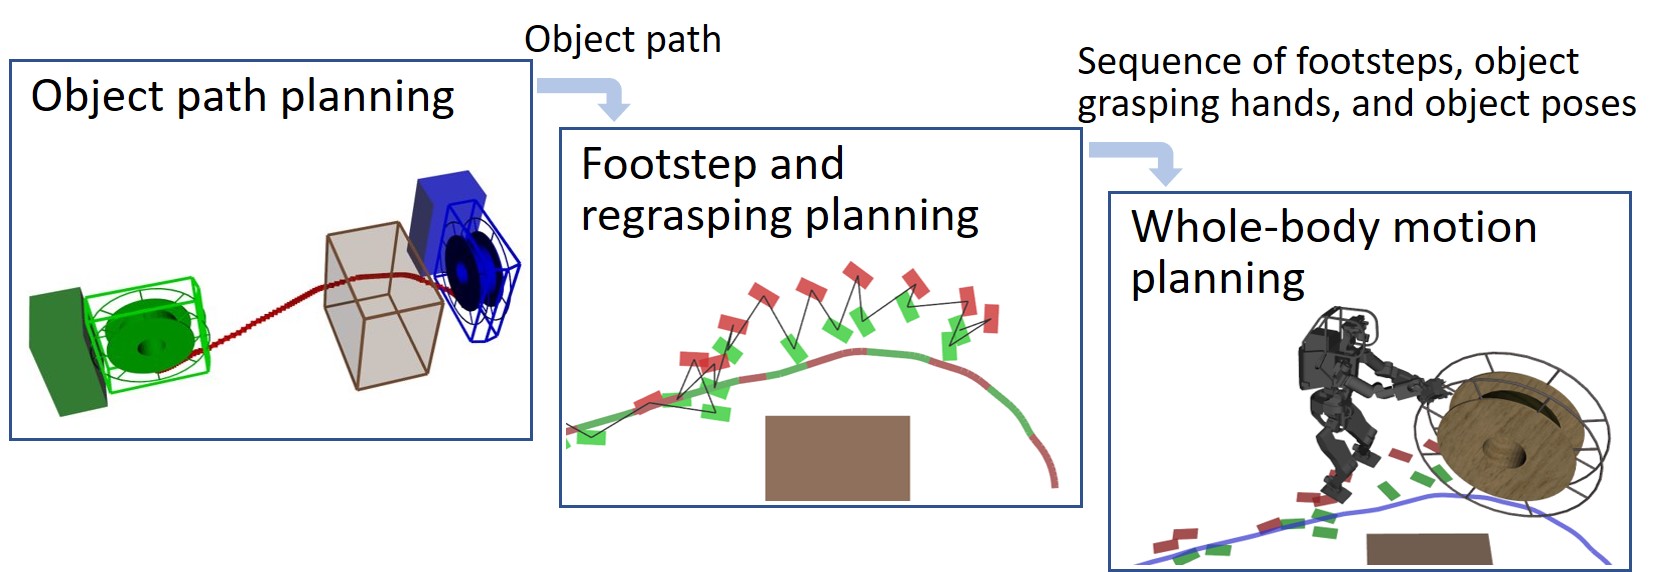 Object path planning
Object path
Footstep and
regrasping planning
Sequence of footsteps, object
grasping hands, and object poses
Whole-body motion
planning